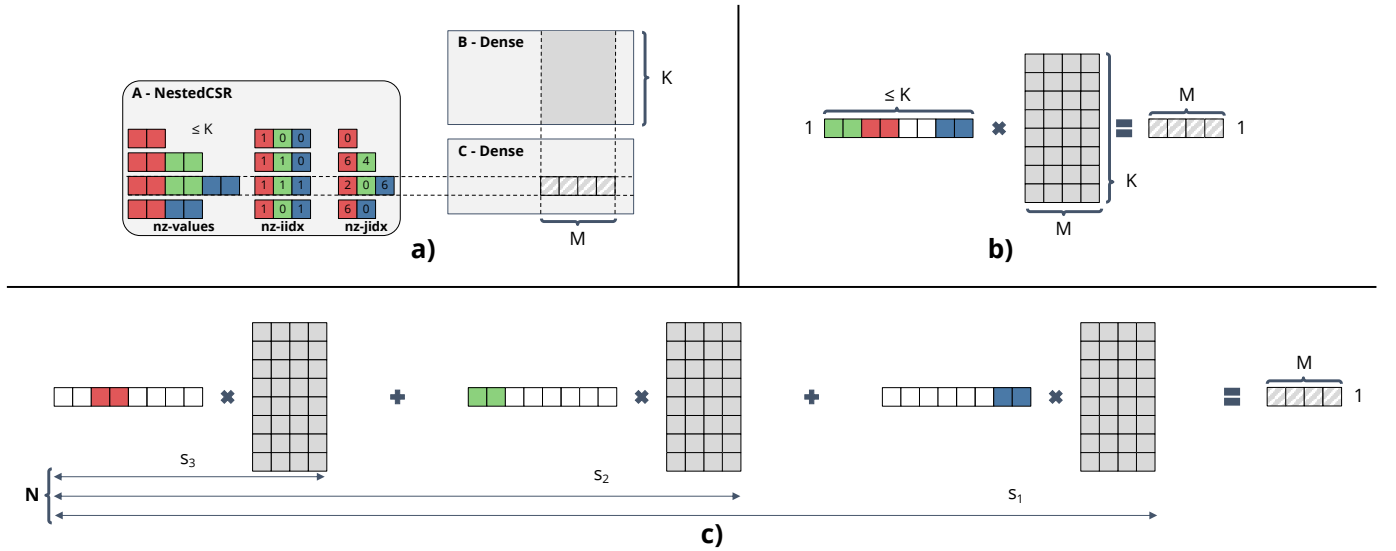 B - Dense
K
A - NestedCSR
≤ K
1 0 0
0
1 1 0
6 4
1 1 1
2 0 6
1 0 1
6 0
nz-values nz-iidx nz-jidx
C - Dense
M
a)
≤ K
1
M
1
K
M
b)
M
1
s₃
s₂
s₁
N
c)